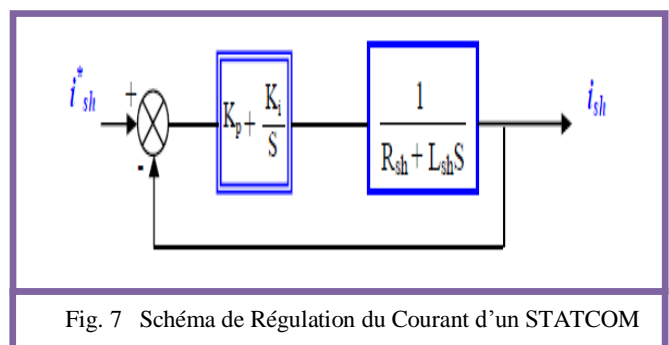 i*sh
+
-
Kp + Ki
S
1
Rsh + LshS
ish
Fig. 7 Schéma de Régulation du Courant d’un STATCOM